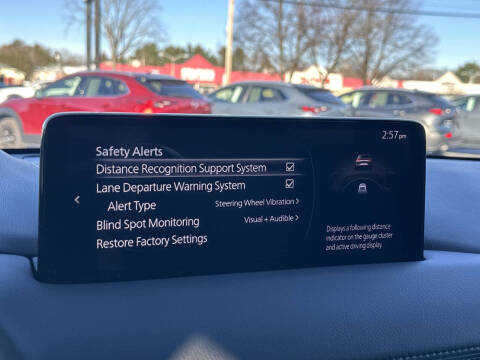 2:57 pm
Safety Alerts
Distance Recognition Support System
Lane Departure Warning System
Alert Type Steering Wheel Vibration >
Blind Spot Monitoring Visual + Audible >
Restore Factory Settings
Displays a following distance
indicator on the gauge cluster
and active driving display.